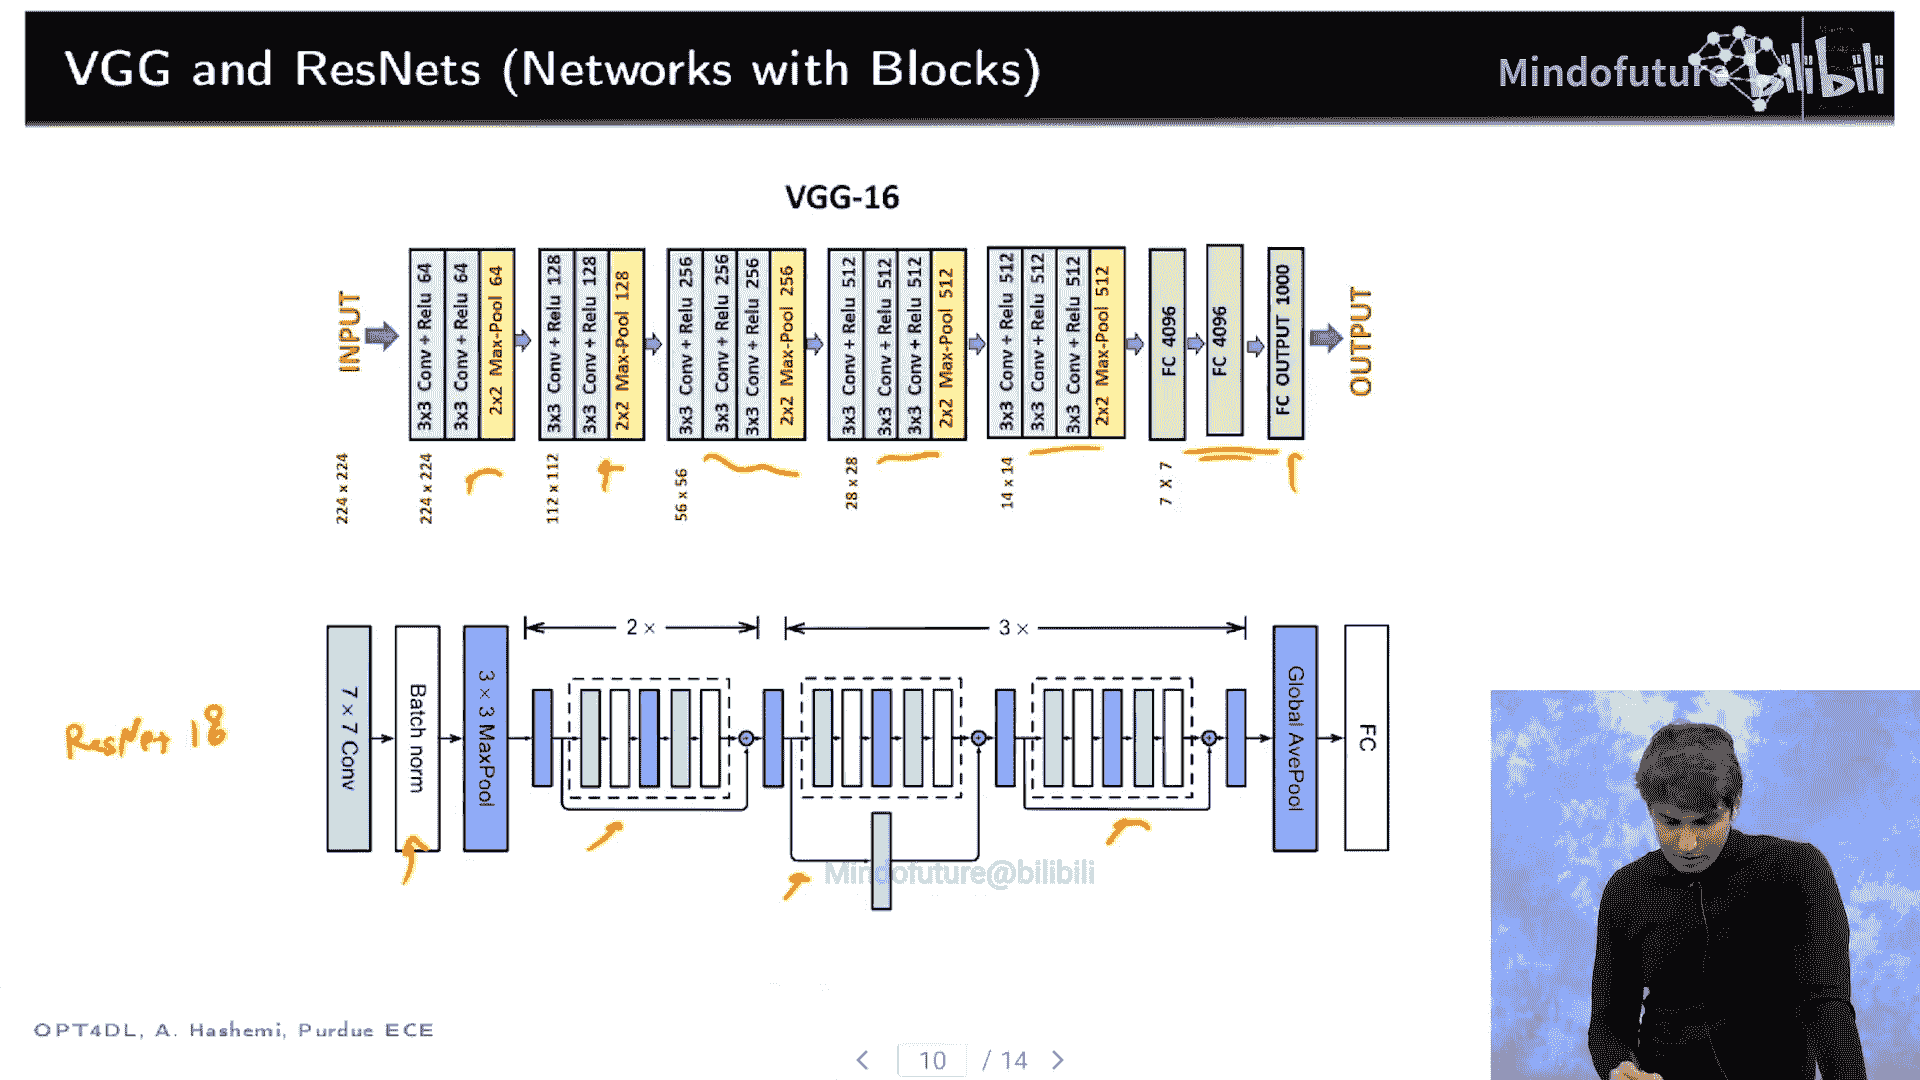 VGG and ResNets (Networks with Blocks)
Mindofuture
bilibili
VGG-16
INPUT
3x3 Conv + Relu 64
3x3 Conv + Relu 64
2x2 Max-Pool 64
3x3 Conv + Relu 128
3x3 Conv + Relu 128
2x2 Max-Pool 128
3x3 Conv + Relu 256
3x3 Conv + Relu 256
3x3 Conv + Relu 256
2x2 Max-Pool 256
3x3 Conv + Relu 512
3x3 Conv + Relu 512
3x3 Conv + Relu 512
2x2 Max-Pool 512
3x3 Conv + Relu 512
3x3 Conv + Relu 512
3x3 Conv + Relu 512
2x2 Max-Pool 512
FC 4096
FC 4096
FC OUTPUT 1000
OUTPUT
224 x 224
224 x 224
112 x 112
56 x 56
28 x 28
14 x 14
7 X 7
2 ×
3 ×
ResNet 18
7 × 7 Conv
Batch norm
3 × 3 MaxPool
Global AvePool
FC
Mindofuture@bilibili
OPT4DL, A. Hashemi, Purdue ECE
10 / 14